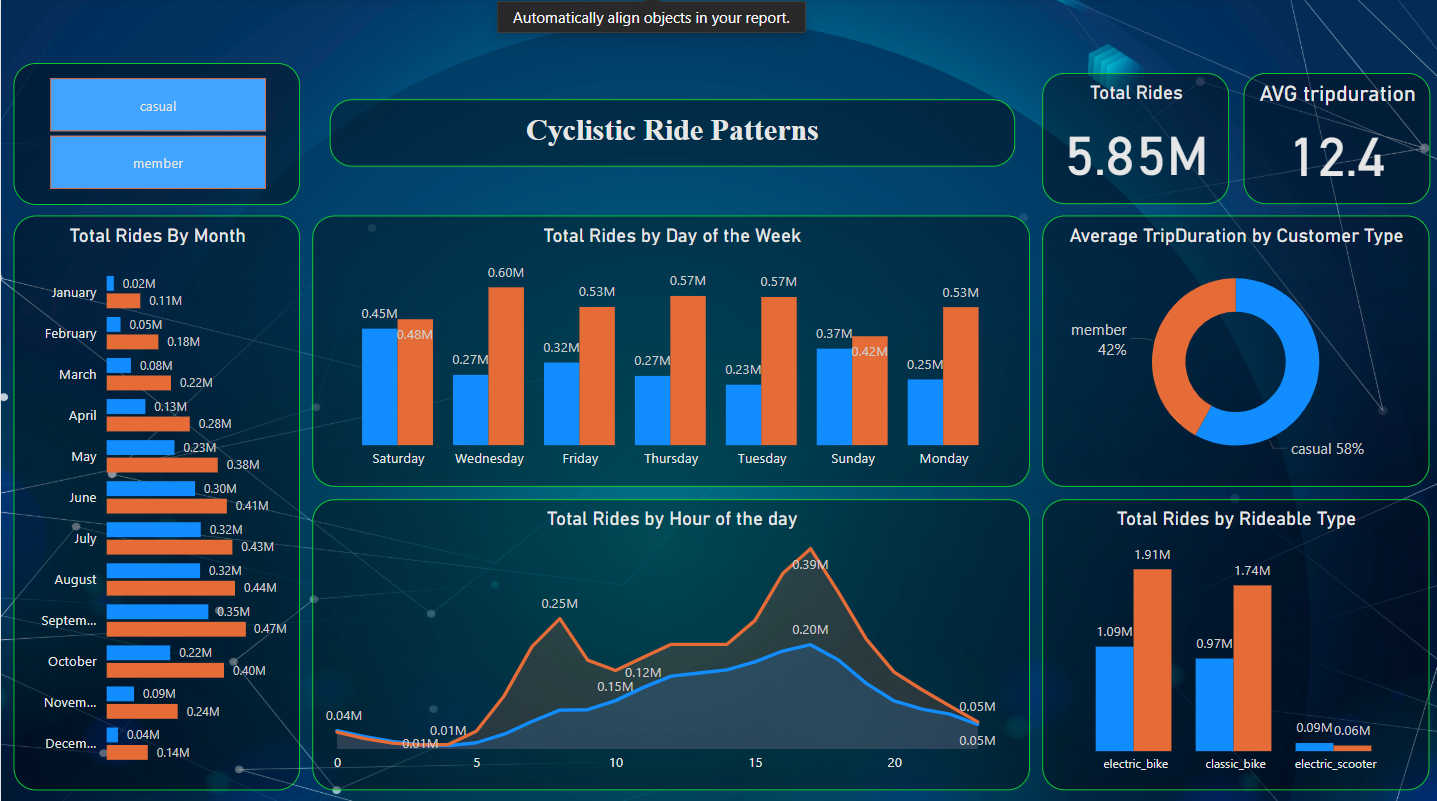 Automatically align objects in your report.
casual
member
Cyclistic Ride Patterns
Total Rides
5.85M
AVG tripduration
12.4
Total Rides By Month
January
0.02M
0.11M
February
0.05M
0.18M
March
0.08M
0.22M
April
0.13M
0.28M
May
0.23M
0.38M
June
0.30M
0.41M
July
0.32M
0.43M
August
0.32M
0.44M
Septem...
0.35M
0.47M
October
0.22M
0.40M
Novem...
0.09M
0.24M
Decem...
0.04M
0.14M
Total Rides by Day of the Week
0.45M 0.48M
0.27M 0.60M
0.32M 0.53M
0.27M 0.57M
0.23M 0.57M
0.37M 0.42M
0.25M 0.53M
Saturday Wednesday Friday Thursday Tuesday Sunday Monday
Average TripDuration by Customer Type
member
42%
casual 58%
Total Rides by Hour of the day
0.39M
0.25M
0.20M
0.12M
0.15M
0.04M
0.01M
0.01M
0.05M
0.05M
0 5 10 15 20
Total Rides by Rideable Type
1.09M 1.91M
0.97M 1.74M
0.09M 0.06M
electric_bike classic_bike electric_scooter